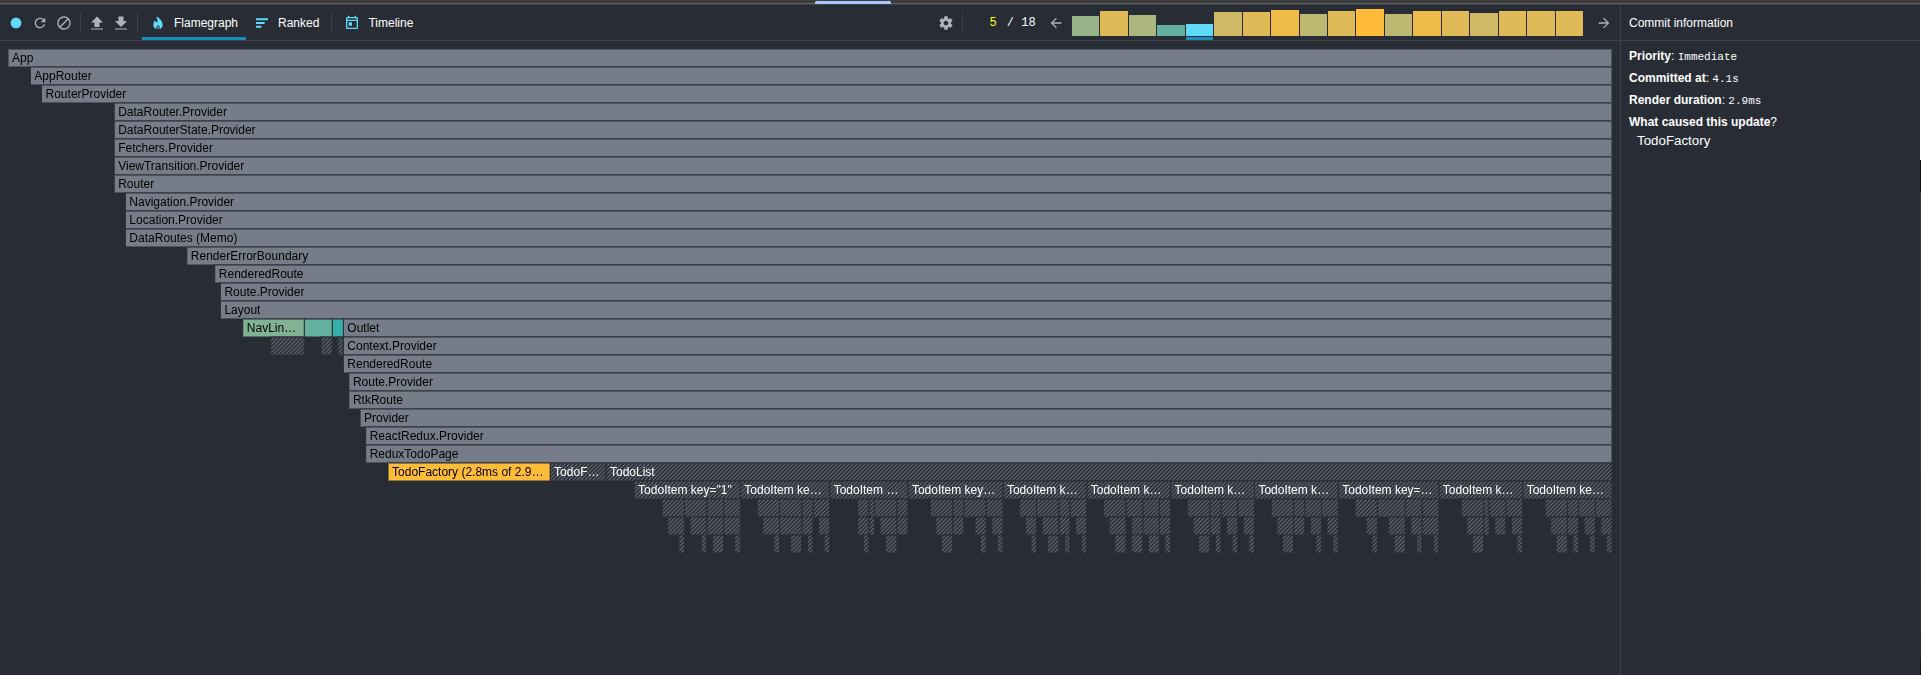 Flamegraph Ranked Timeline 5 / 18 Commit information
App
AppRouter
RouterProvider
DataRouter.Provider
DataRouterState.Provider
Fetchers.Provider
ViewTransition.Provider
Router
Navigation.Provider
Location.Provider
DataRoutes (Memo)
RenderErrorBoundary
RenderedRoute
Route.Provider
Layout
NavLin… Outlet
Context.Provider
RenderedRoute
Route.Provider
RtkRoute
Provider
ReactRedux.Provider
ReduxTodoPage
TodoFactory (2.8ms of 2.9… TodoF… TodoList
TodoItem key="1" TodoItem ke… TodoItem … TodoItem key… TodoItem k… TodoItem k… TodoItem k… TodoItem k… TodoItem key=… TodoItem k… TodoItem ke…
Priority: Immediate
Committed at: 4.1s
Render duration: 2.9ms
What caused this update?
TodoFactory